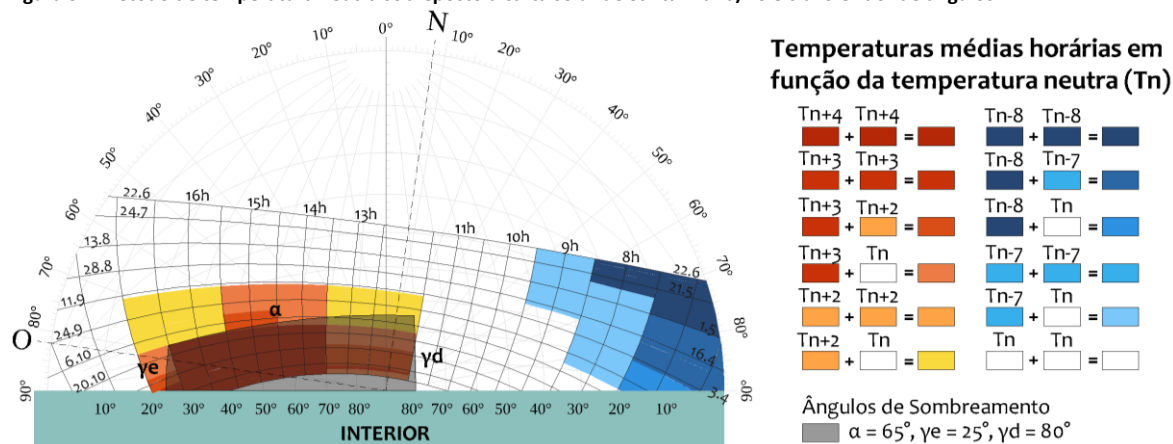 N
0°
10°
10°
20°
20°
30°
30°
40°
40°
50°
50°
60°
60°
70°
70°
80°
80°
90°
90°
O
22.6
24.7
13.8
28.8
11.9
24.9
6.10
20.10
16h
15h
14h
13h
11h
10h
9h
8h
22.6
21.5
1.5
16.4
3.4
α
γe
γd
10° 20° 30° 40° 50° 60° 70° 80° 80° 70° 60° 50° 40° 30° 20° 10°
INTERIOR
Temperaturas médias horárias em
função da temperatura neutra (Tn)
Tn+4 Tn+4
+ =
Tn+3 Tn+3
+ =
Tn+3 Tn+2
+ =
Tn+3 Tn
+ =
Tn+2 Tn+2
+ =
Tn+2 Tn
+ =
Tn-8 Tn-8
+ =
Tn-8 Tn-7
+ =
Tn-8 Tn
+ =
Tn-7 Tn-7
+ =
Tn-7 Tn
+ =
Tn Tn
+ =
Ângulos de Sombreamento
α = 65°, γe = 25°, γd = 80°